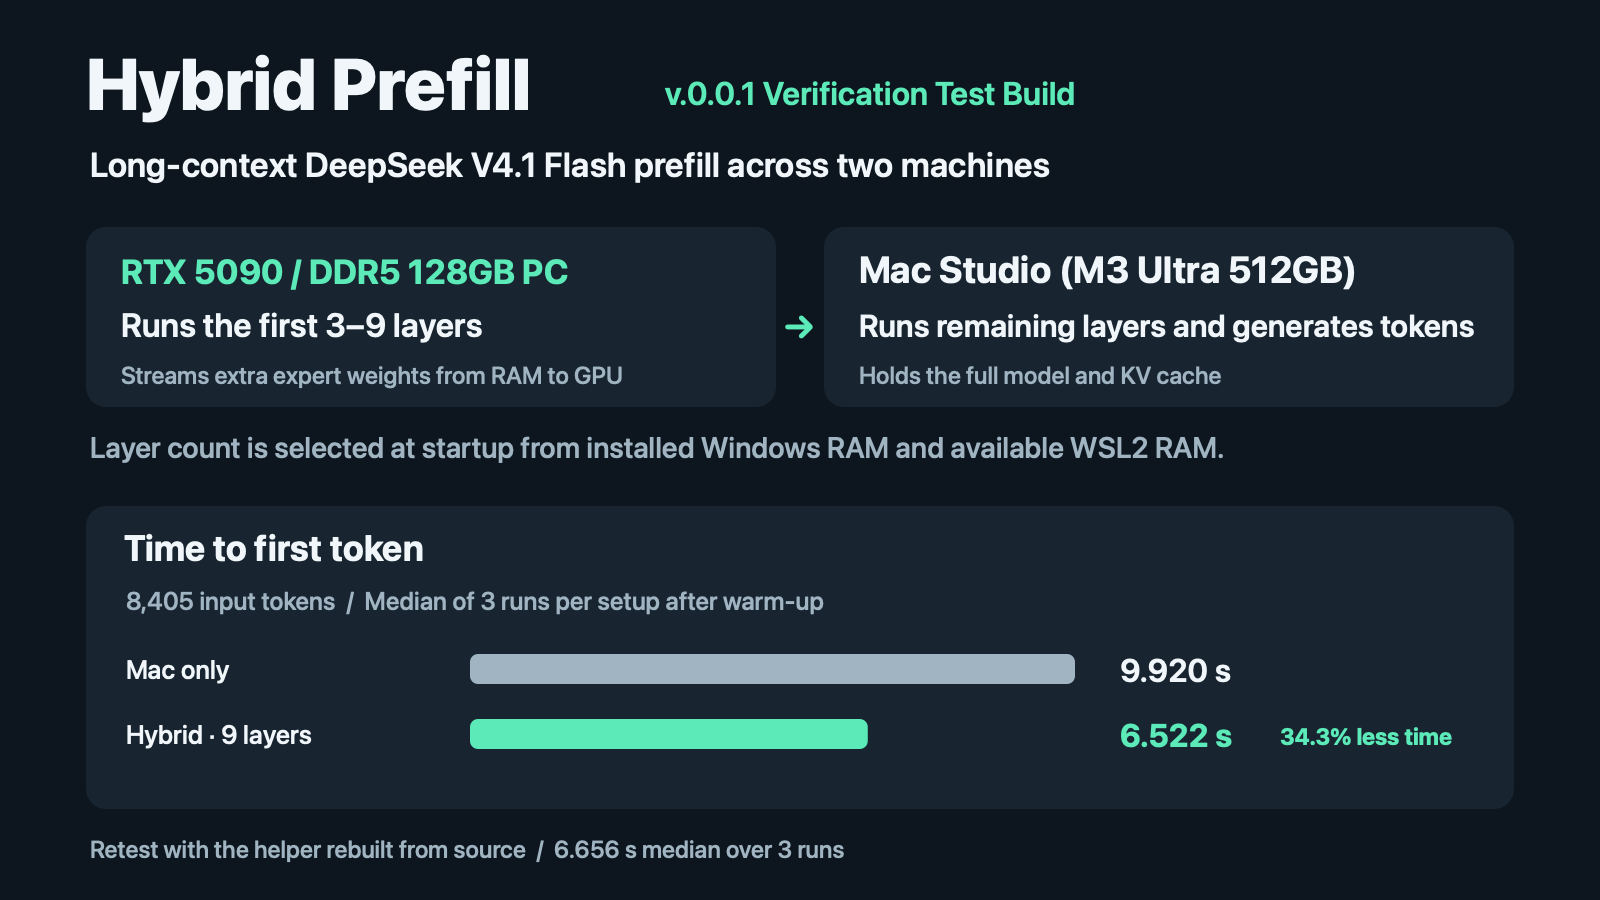 Hybrid Prefill
v.0.0.1 Verification Test Build
Long-context DeepSeek V4.1 Flash prefill across two machines
RTX 5090 / DDR5 128GB PC
Runs the first 3–9 layers
Streams extra expert weights from RAM to GPU
→
Mac Studio (M3 Ultra 512GB)
Runs remaining layers and generates tokens
Holds the full model and KV cache
Layer count is selected at startup from installed Windows RAM and available WSL2 RAM.
Time to first token
8,405 input tokens / Median of 3 runs per setup after warm-up
Mac only 9.920 s
Hybrid · 9 layers 6.522 s 34.3% less time
Retest with the helper rebuilt from source / 6.656 s median over 3 runs